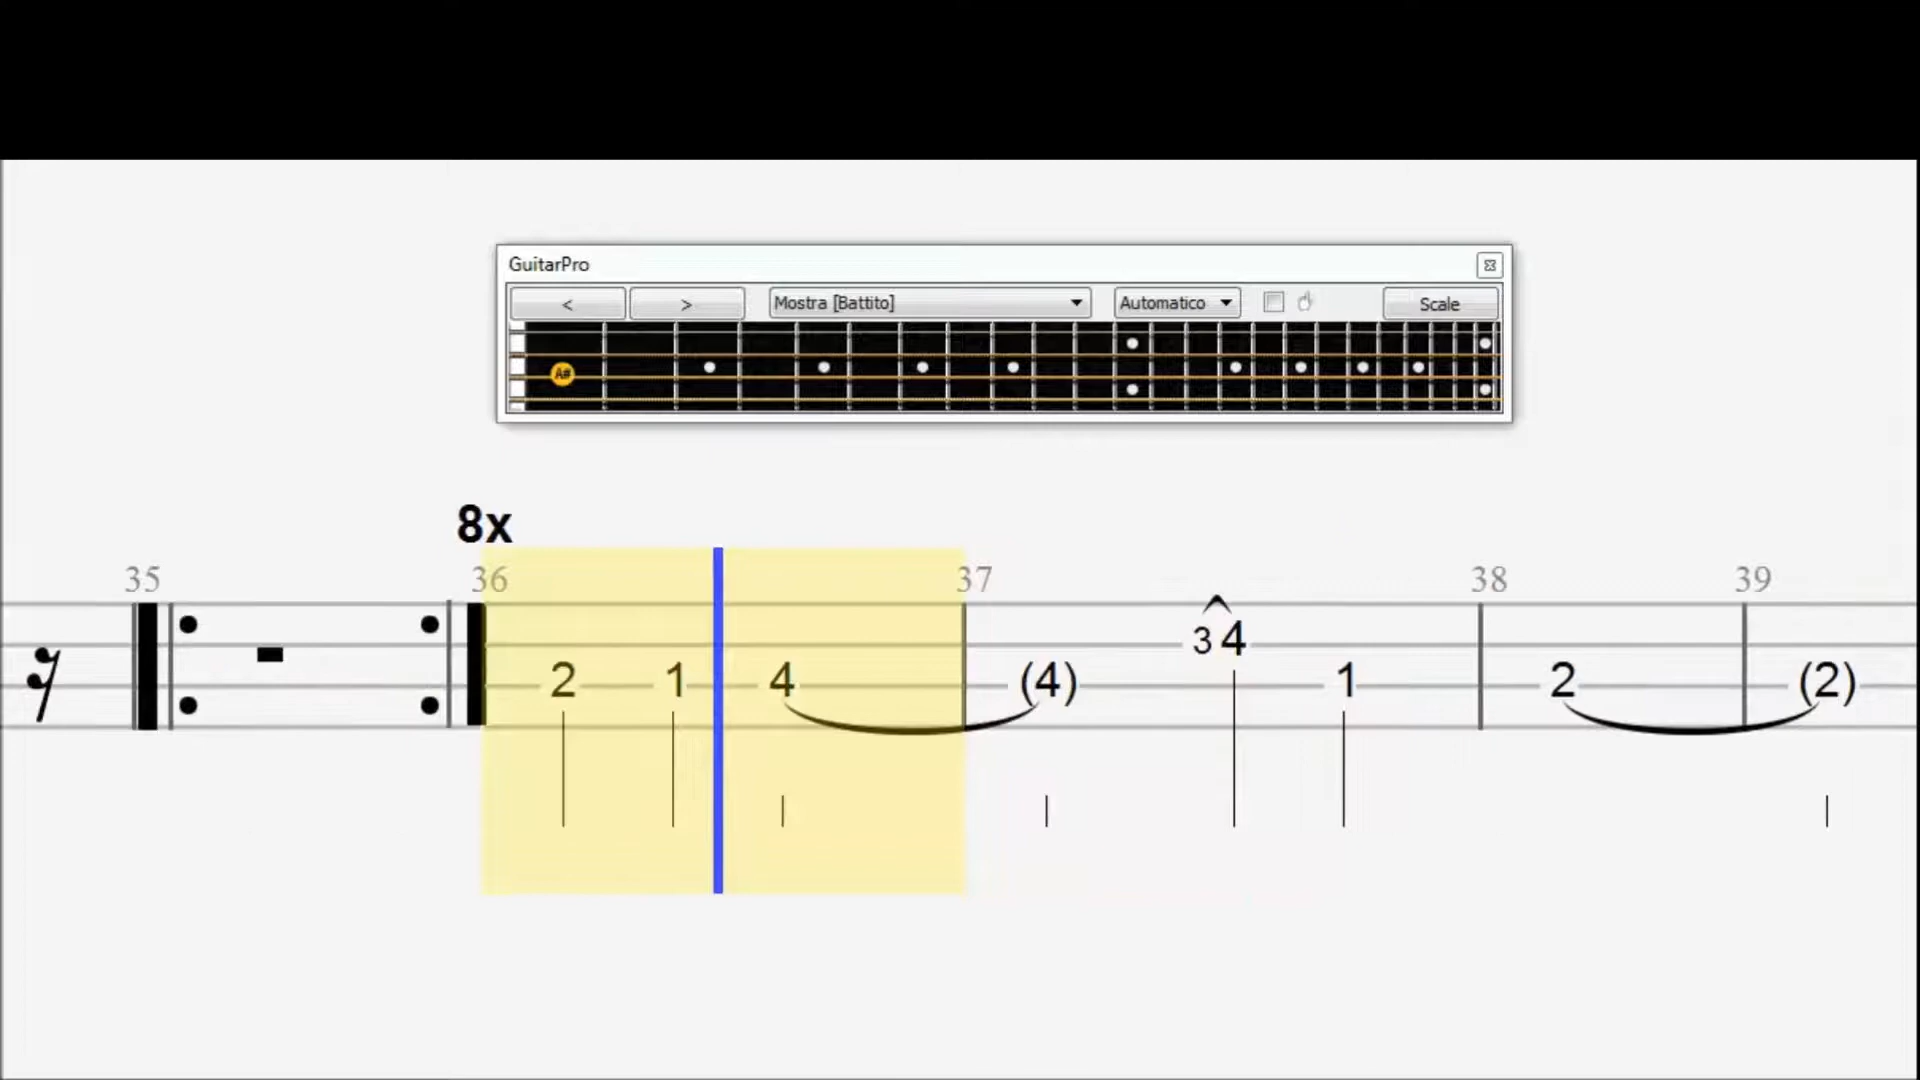 GuitarPro
< > Mostra [Battito] Automatico Scale
A#
8x
35 36 37 38 39
3 4
2 1 4 (4) 1 2 (2)